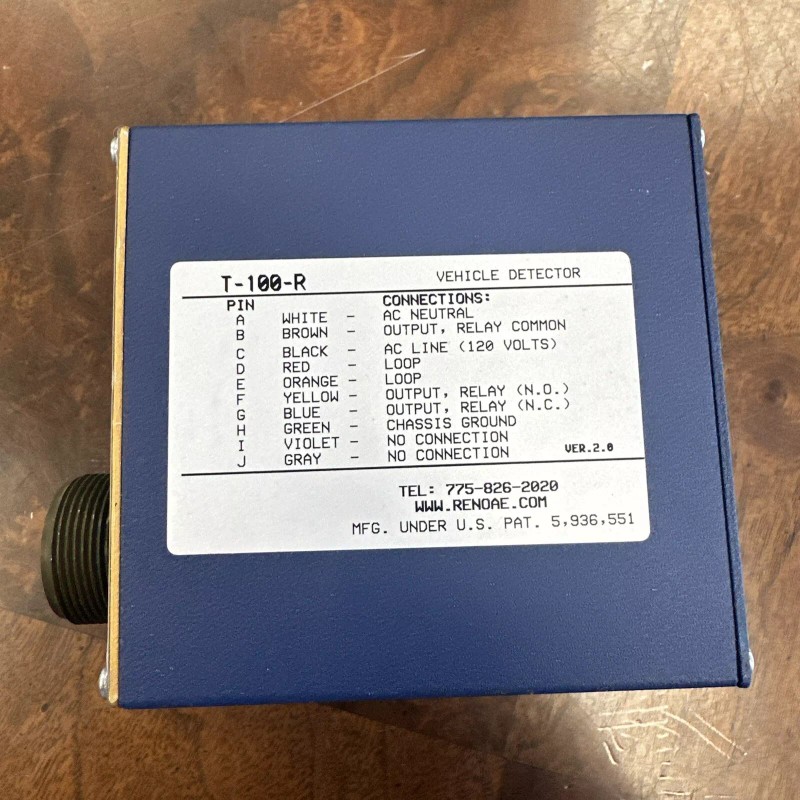 T-100-R VEHICLE DETECTOR
PIN CONNECTIONS:
A WHITE - AC NEUTRAL
B BROWN - OUTPUT, RELAY COMMON
C BLACK - AC LINE (120 VOLTS)
D RED - LOOP
E ORANGE - LOOP
F YELLOW - OUTPUT, RELAY (N.O.)
G BLUE - OUTPUT, RELAY (N.C.)
H GREEN - CHASSIS GROUND
I VIOLET - NO CONNECTION
J GRAY - NO CONNECTION VER.2.0
TEL: 775-826-2020
WWW.RENOAE.COM
MFG. UNDER U.S. PAT. 5,936,551